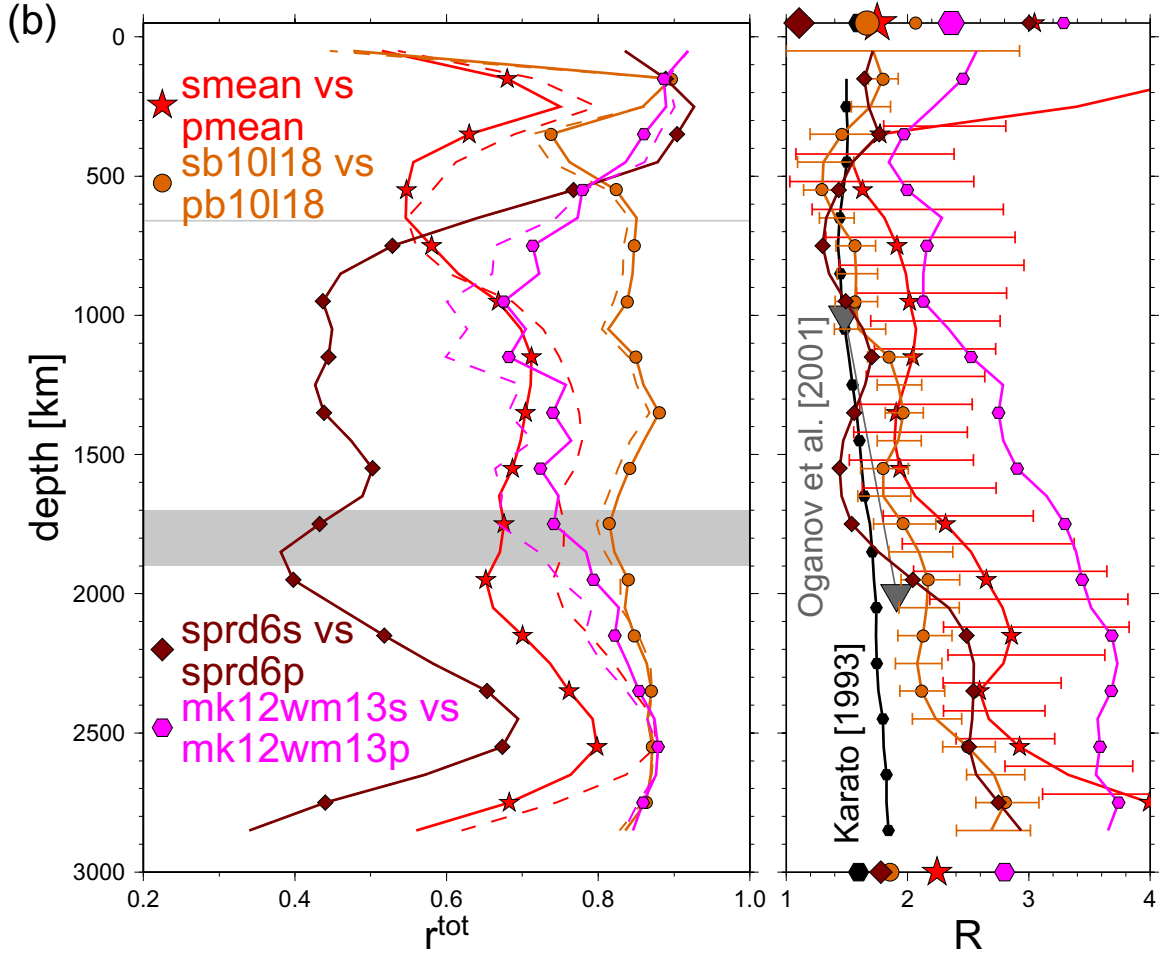 (b)
0
500
1000
1500
2000
2500
3000
depth [km]
smean vs
pmean
sb10l18 vs
pb10l18
sprd6s vs
sprd6p
mk12wm13s vs
mk12wm13p
0.2 0.4 0.6 0.8 1.0
r^tot
Oganov et al. [2001]
Karato [1993]
1 2 3 4
R